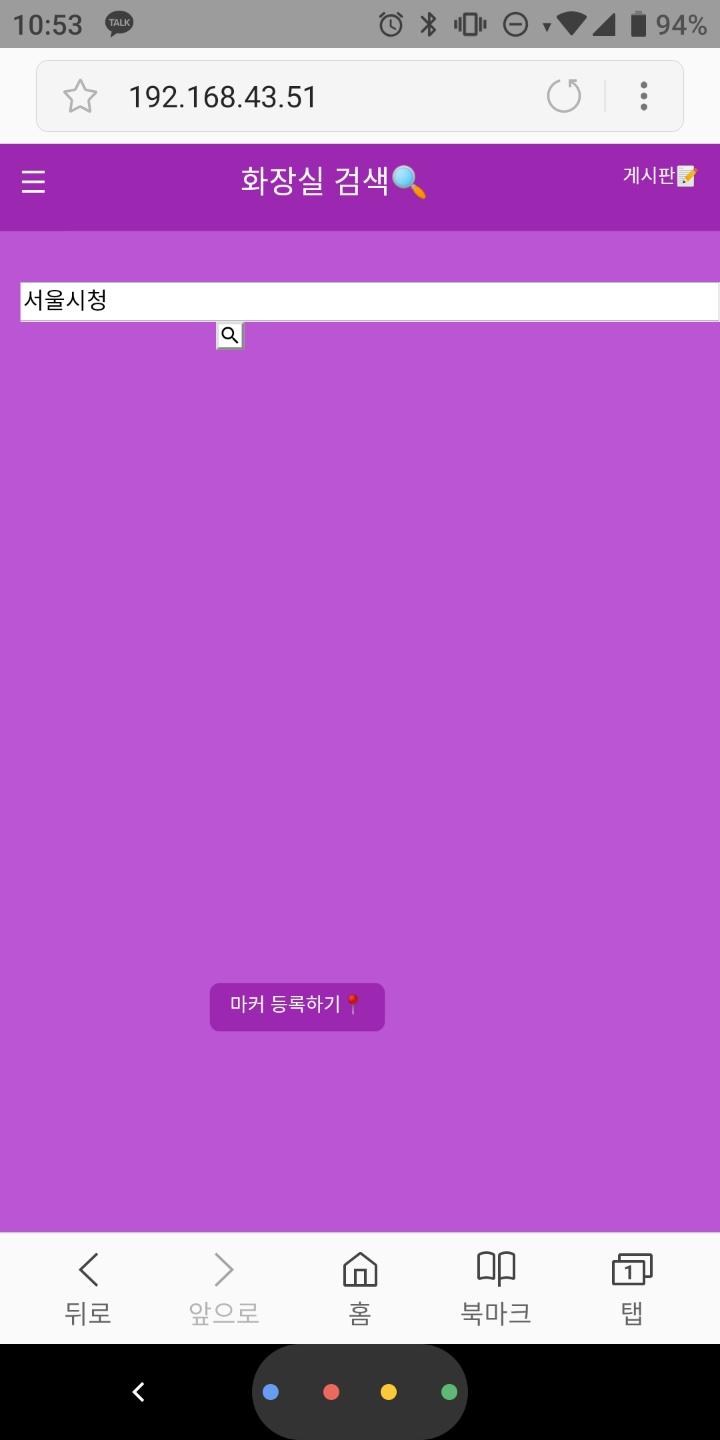 10:53 TALK 94%
192.168.43.51
화장실 검색🔍 게시판📝
서울시청
마커 등록하기📍
1
뒤로 앞으로 홈 북마크 탭